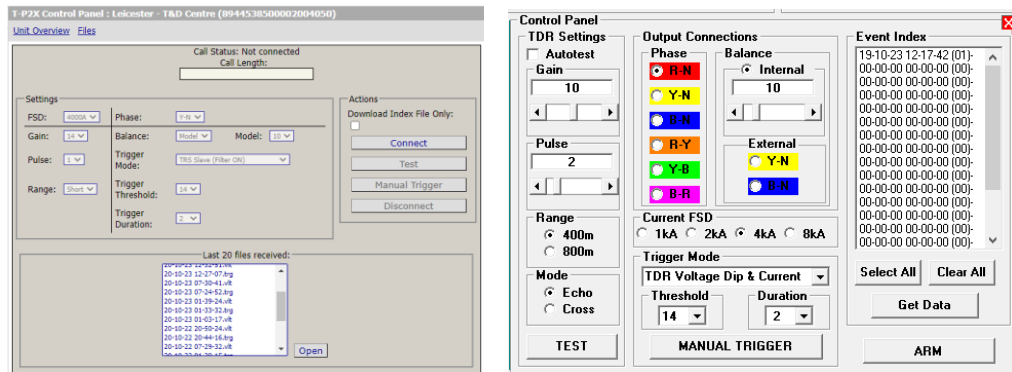 T-P2X Control Panel : Leicester - T&D Centre (8944538500002004050)
Unit Overview Files
Call Status: Not connected
Call Length:
Settings
FSD: 4000A Phase: Y-N
Gain: 14 Balance: Model Model: 10
Pulse: 1 Trigger Mode: TRS Slave (Filter ON)
Range: Short Trigger Threshold: 14
Trigger Duration: 2
Actions
Download Index File Only:
Connect
Test
Manual Trigger
Disconnect
Last 20 files received:
20-10-23 12-27-07.trg
20-10-23 07-30-41.vlt
20-10-23 07-24-52.trg
20-10-23 01-39-24.vlt
20-10-23 01-33-32.trg
20-10-23 01-03-17.vlt
20-10-22 20-50-24.vlt
20-10-22 20-44-16.trg
20-10-22 07-29-32.vlt
Open
Control Panel
TDR Settings
Autotest
Gain
10
Pulse
2
Range
400m
800m
Mode
Echo
Cross
TEST
Output Connections
Phase
R-N
Y-N
B-N
R-Y
Y-B
B-R
Balance
Internal
10
External
Y-N
B-N
Current FSD
1kA 2kA 4kA 8kA
Trigger Mode
TDR Voltage Dip & Current
Threshold
14
Duration
2
MANUAL TRIGGER
Event Index
19-10-23 12-17-42 (01)-
00-00-00 00-00-00 (00)-
00-00-00 00-00-00 (00)-
00-00-00 00-00-00 (00)-
00-00-00 00-00-00 (00)-
00-00-00 00-00-00 (00)-
00-00-00 00-00-00 (00)-
00-00-00 00-00-00 (00)-
00-00-00 00-00-00 (00)-
00-00-00 00-00-00 (00)-
00-00-00 00-00-00 (00)-
00-00-00 00-00-00 (00)-
00-00-00 00-00-00 (00)-
Select All
Clear All
Get Data
ARM